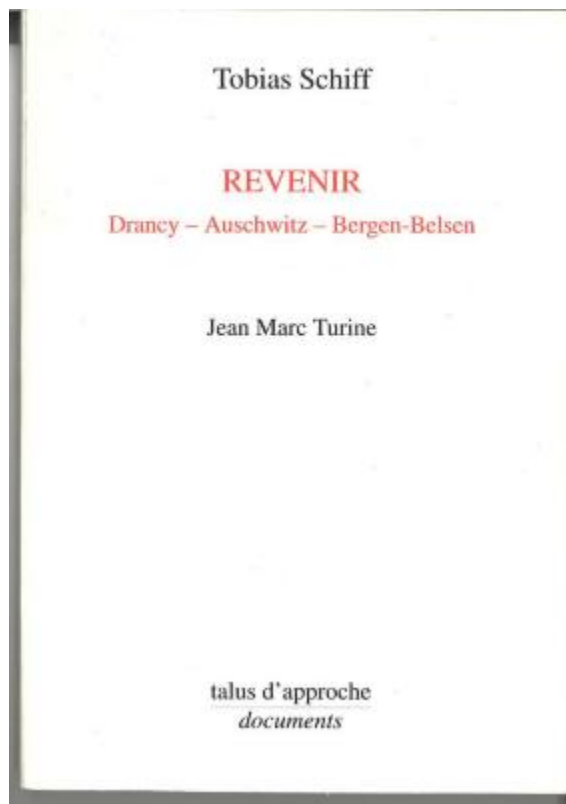 Tobias Schiff
REVENIR
Drancy – Auschwitz – Bergen-Belsen
Jean Marc Turine
talus d'approche
documents